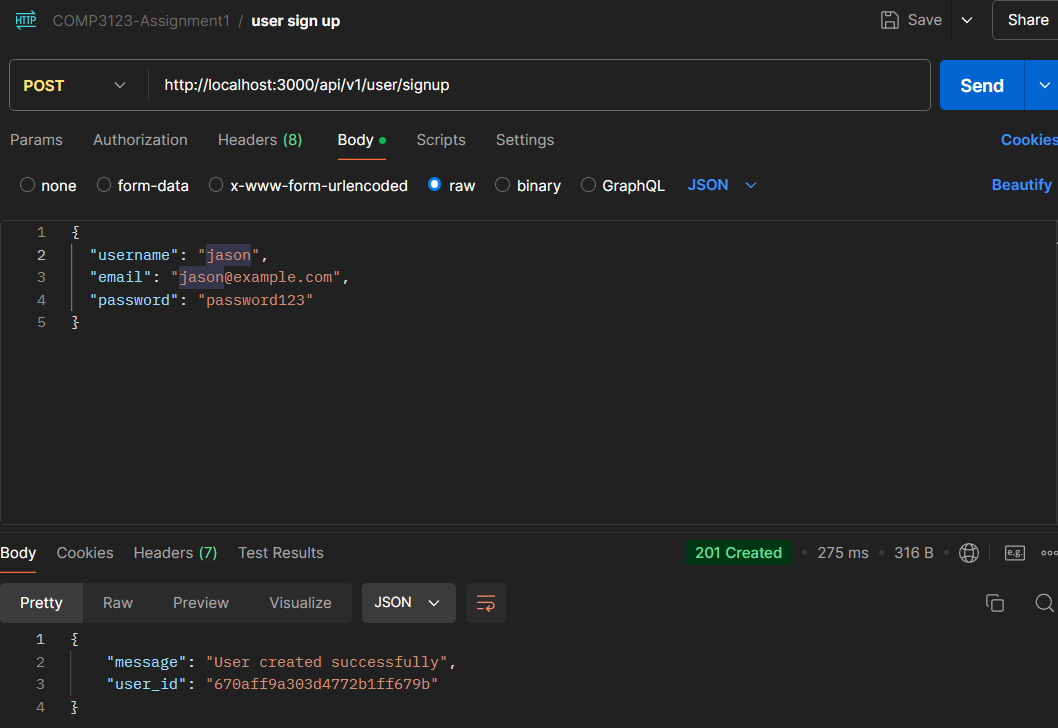 HTTP COMP3123-Assignment1 / user sign up Save Share
POST http://localhost:3000/api/v1/user/signup Send
Params Authorization Headers (8) Body Scripts Settings Cookies
none form-data x-www-form-urlencoded raw binary GraphQL JSON Beautify
1 {
2 "username": "jason",
3 "email": "jason@example.com",
4 "password": "password123"
5 }
Body Cookies Headers (7) Test Results 201 Created • 275 ms • 316 B • e.g.
Pretty Raw Preview Visualize JSON
1 {
2 "message": "User created successfully",
3 "user_id": "670aff9a303d4772b1ff679b"
4 }